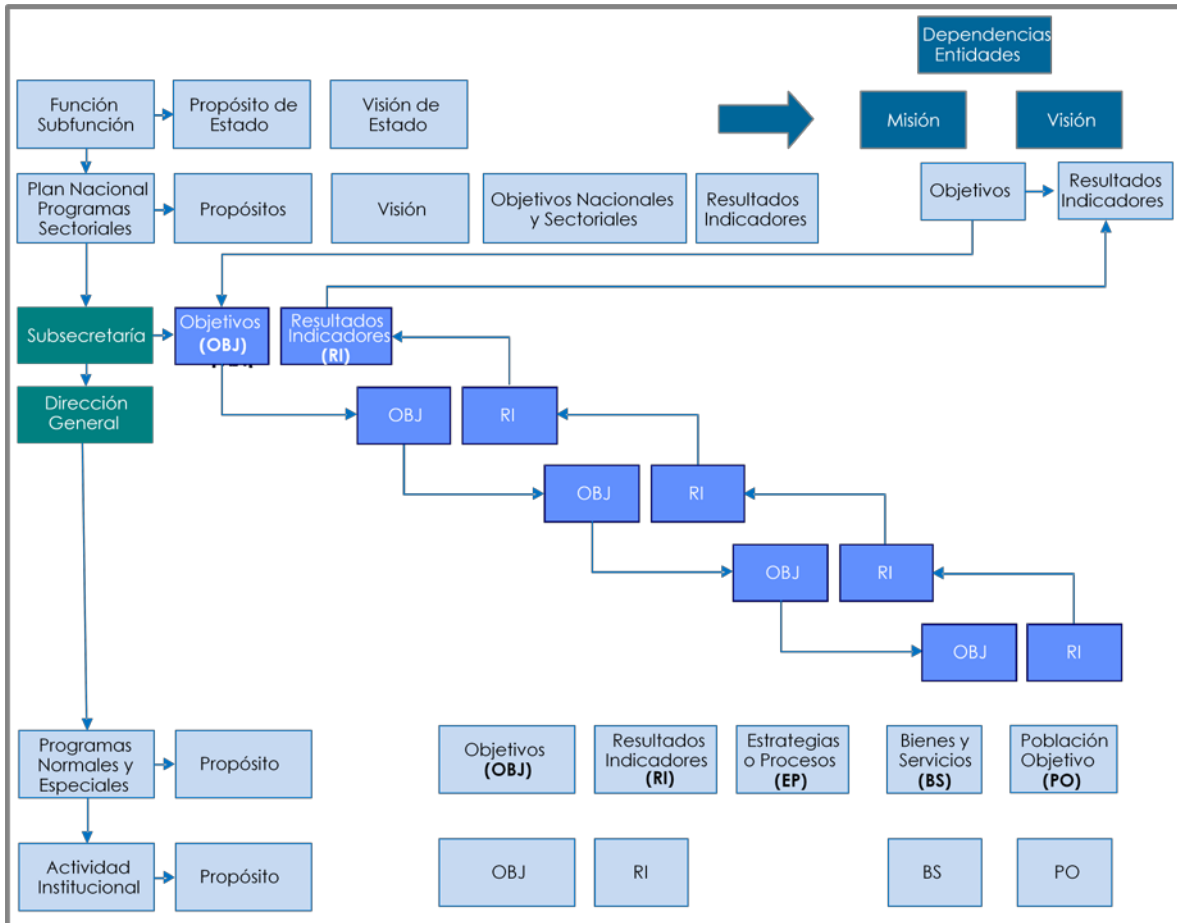 Dependencias
Entidades
Función
Subfunción
Propósito de
Estado
Visión de
Estado
Misión
Visión
Plan Nacional
Programas
Sectoriales
Propósitos
Visión
Objetivos Nacionales
y Sectoriales
Resultados
Indicadores
Objetivos
Resultados
Indicadores
Subsecretaría
Objetivos
(OBJ)
Resultados
Indicadores
(RI)
Dirección
General
OBJ
RI
OBJ
RI
OBJ
RI
OBJ
RI
Programas
Normales y
Especiales
Propósito
Objetivos
(OBJ)
Resultados
Indicadores
(RI)
Estrategias
o Procesos
(EP)
Bienes y
Servicios
(BS)
Población
Objetivo
(PO)
Actividad
Institucional
Propósito
OBJ
RI
BS
PO